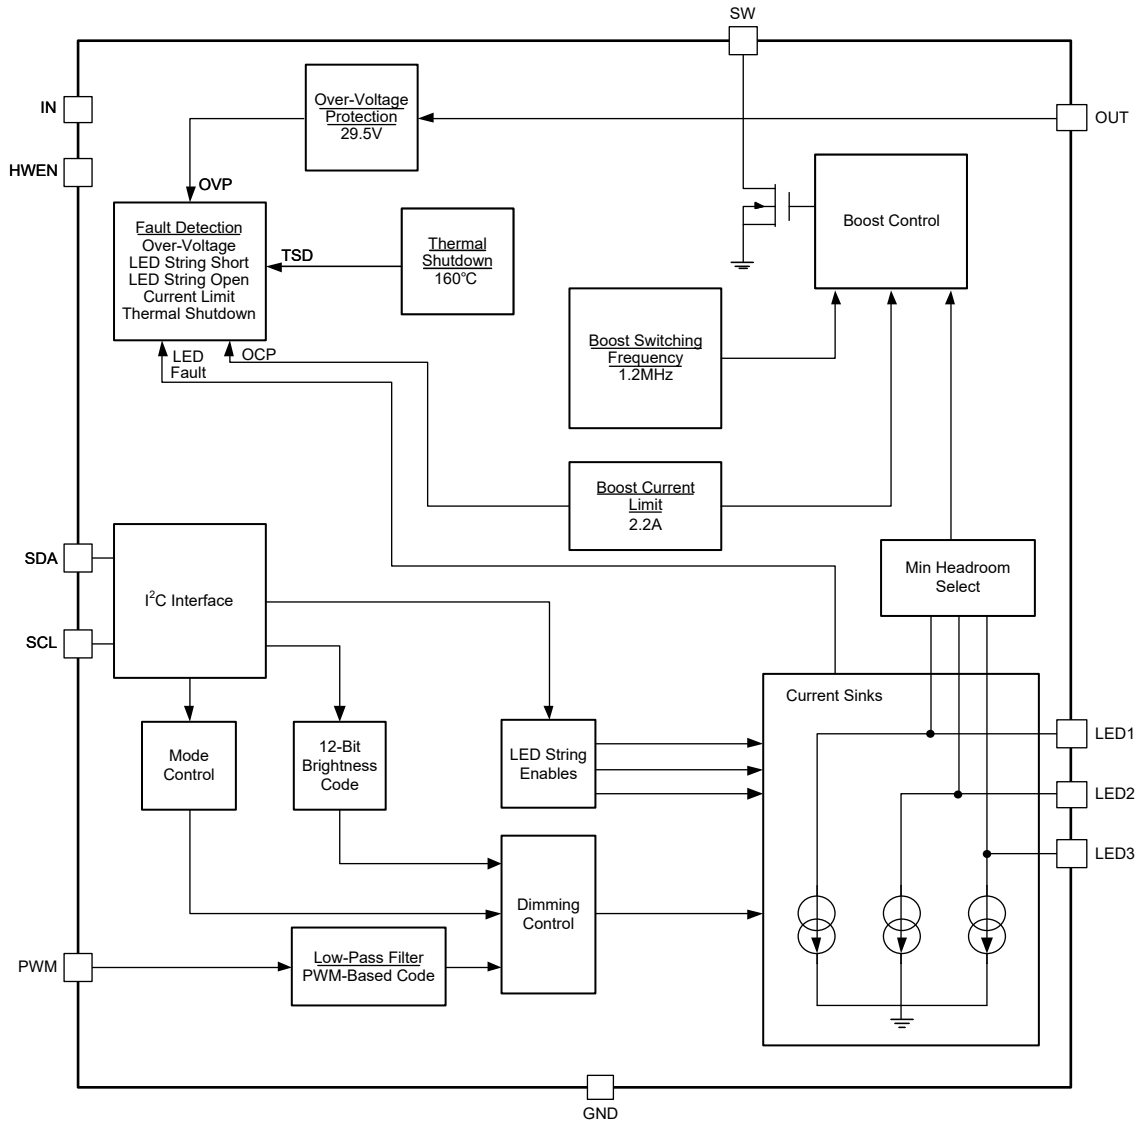 SW
IN
Over-Voltage
Protection
29.5V
OUT
HWEN
OVP
Fault Detection
Over-Voltage
LED String Short
LED String Open
Current Limit
Thermal Shutdown
TSD
Thermal
Shutdown
160°C
Boost Control
LED
Fault
OCP
Boost Switching
Frequency
1.2MHz
Boost Current
Limit
2.2A
SDA
I²C Interface
SCL
Min Headroom
Select
Current Sinks
Mode
Control
12-Bit
Brightness
Code
LED String
Enables
LED1
LED2
LED3
Dimming
Control
PWM
Low-Pass Filter
PWM-Based Code
GND